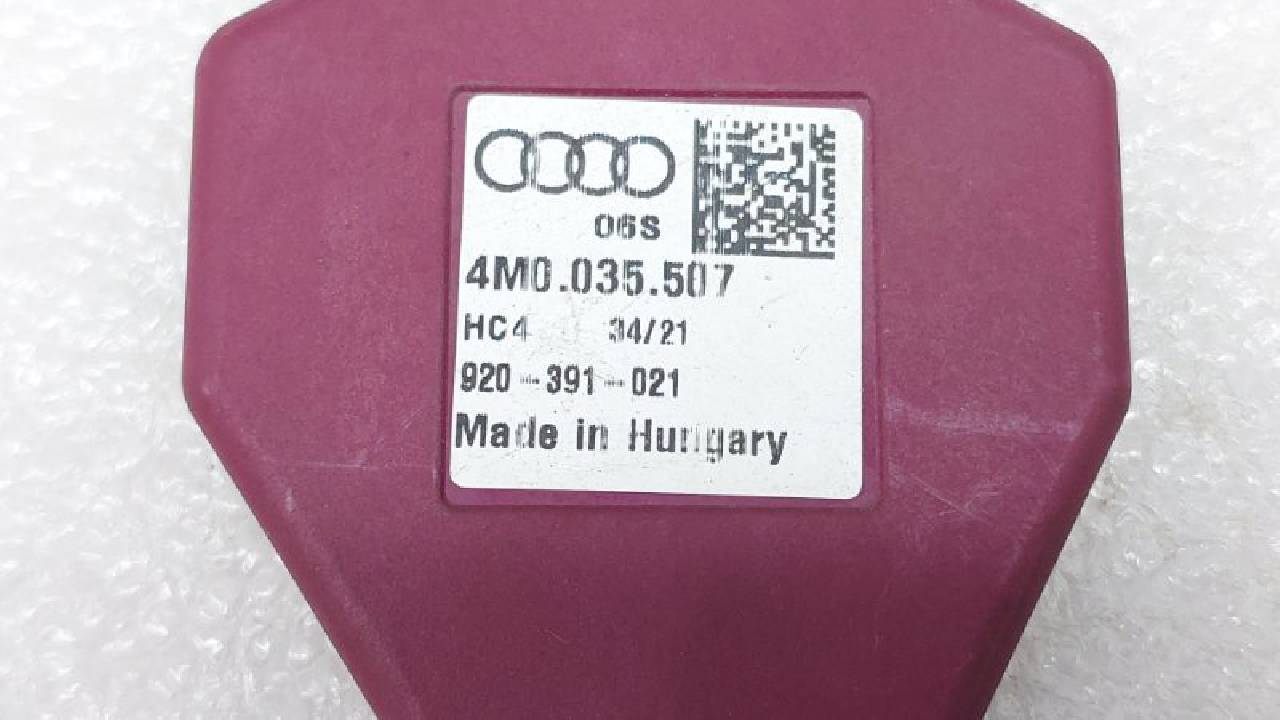 06S
4M0.035.507
HC4 34/21
920-391-021
Made in Hungary